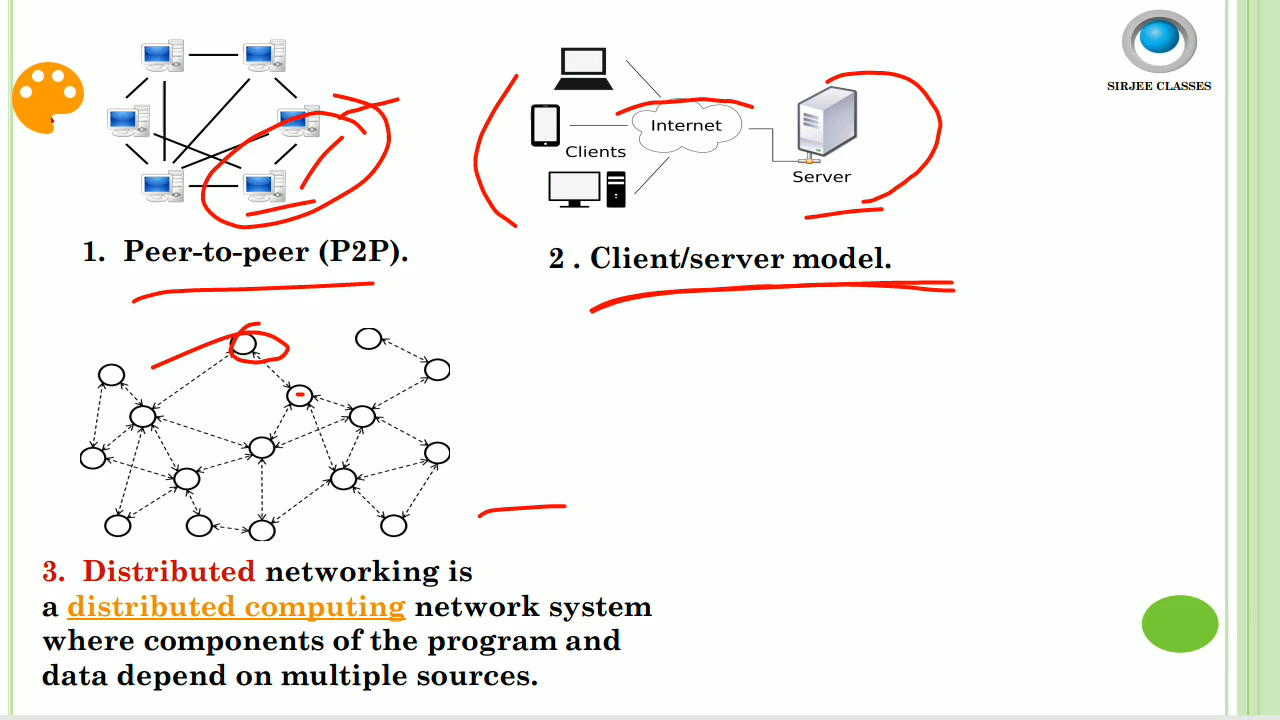 SIRJEE CLASSES
Internet
Clients
Server
1. Peer-to-peer (P2P).
2 . Client/server model.
3. Distributed networking is
a distributed computing network system
where components of the program and
data depend on multiple sources.